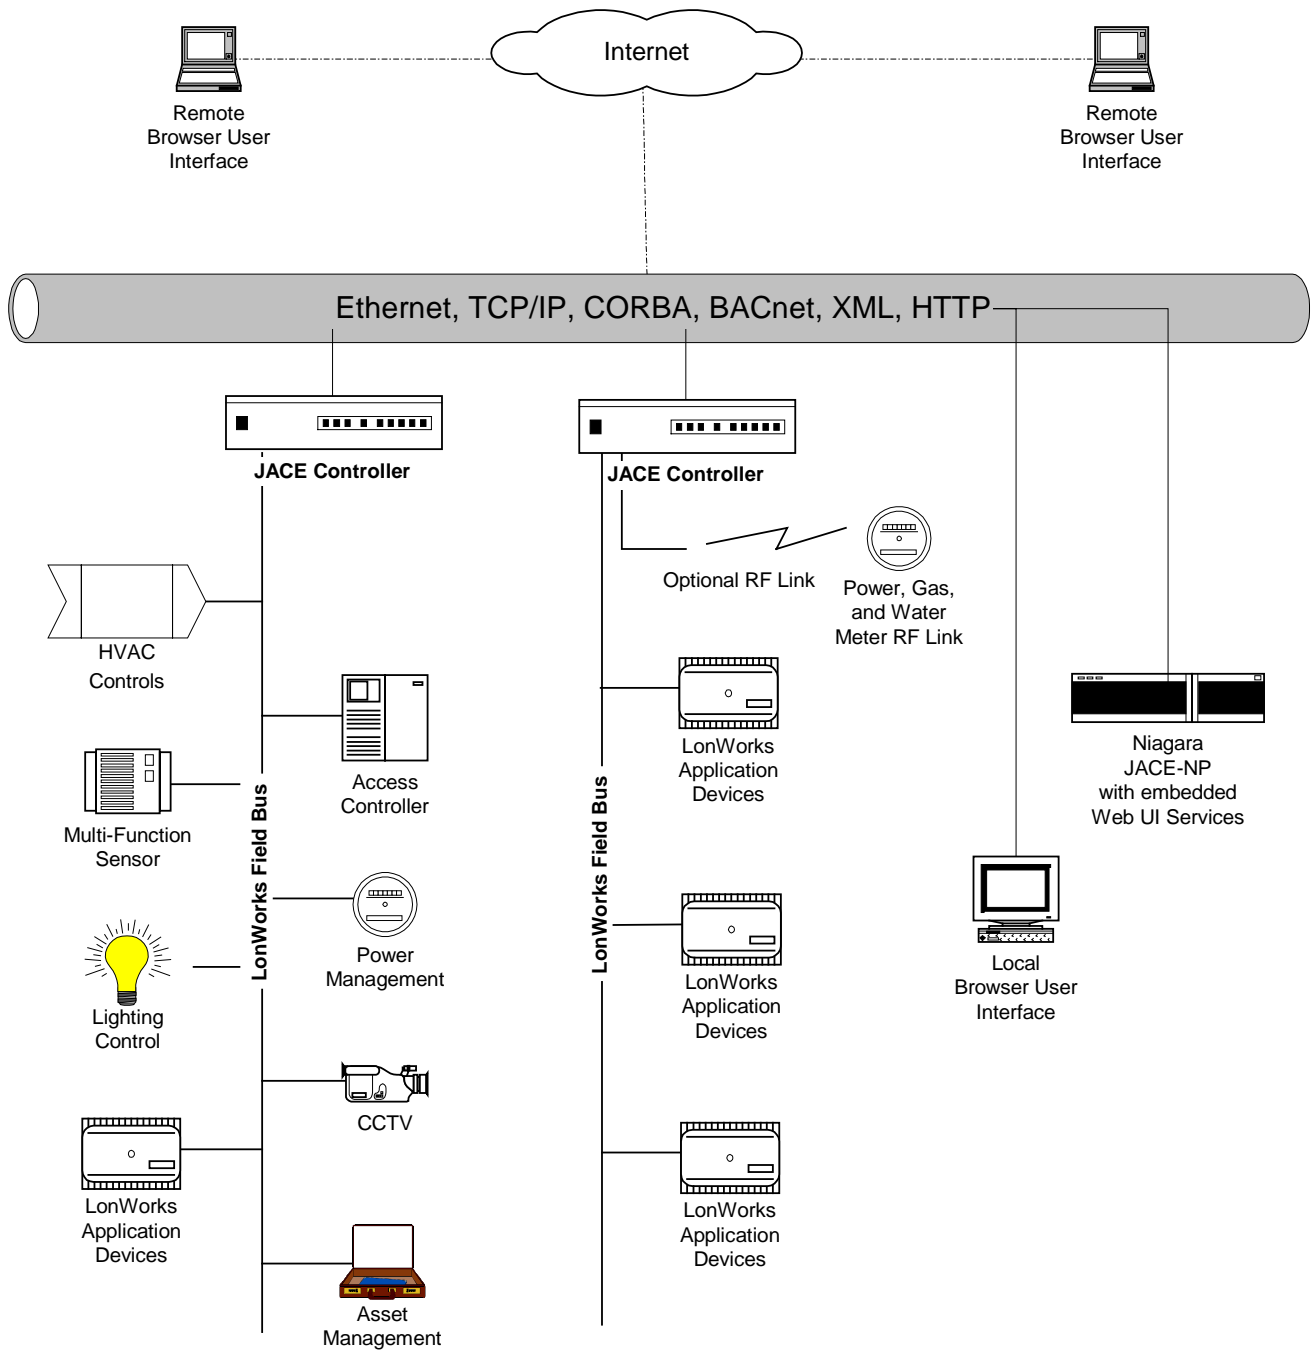 Internet
Remote
Browser User
Interface
Remote
Browser User
Interface
Ethernet, TCP/IP, CORBA, BACnet, XML, HTTP
JACE Controller
JACE Controller
Optional RF Link
Power, Gas,
and Water
Meter RF Link
HVAC
Controls
Access
Controller
Multi-Function
Sensor
LonWorks Field Bus
Power
Management
Lighting
Control
CCTV
LonWorks
Application
Devices
Asset
Management
LonWorks Field Bus
LonWorks
Application
Devices
LonWorks
Application
Devices
LonWorks
Application
Devices
Niagara
JACE-NP
with embedded
Web UI Services
Local
Browser User
Interface